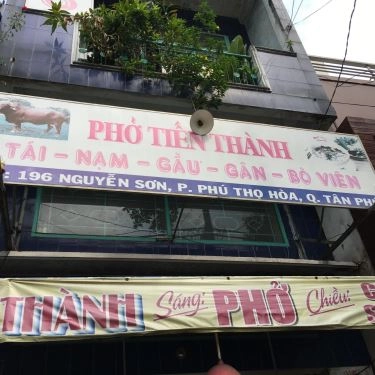 PHỞ TIẾN THÀNH
TÁI - NẠM - GẦU - GÂN - BÒ VIÊN
: 196 NGUYỄN SƠN, P. PHÚ THỌ HÒA, Q. TÂN PH
THÀNH Sáng: PHỞ Chiều: